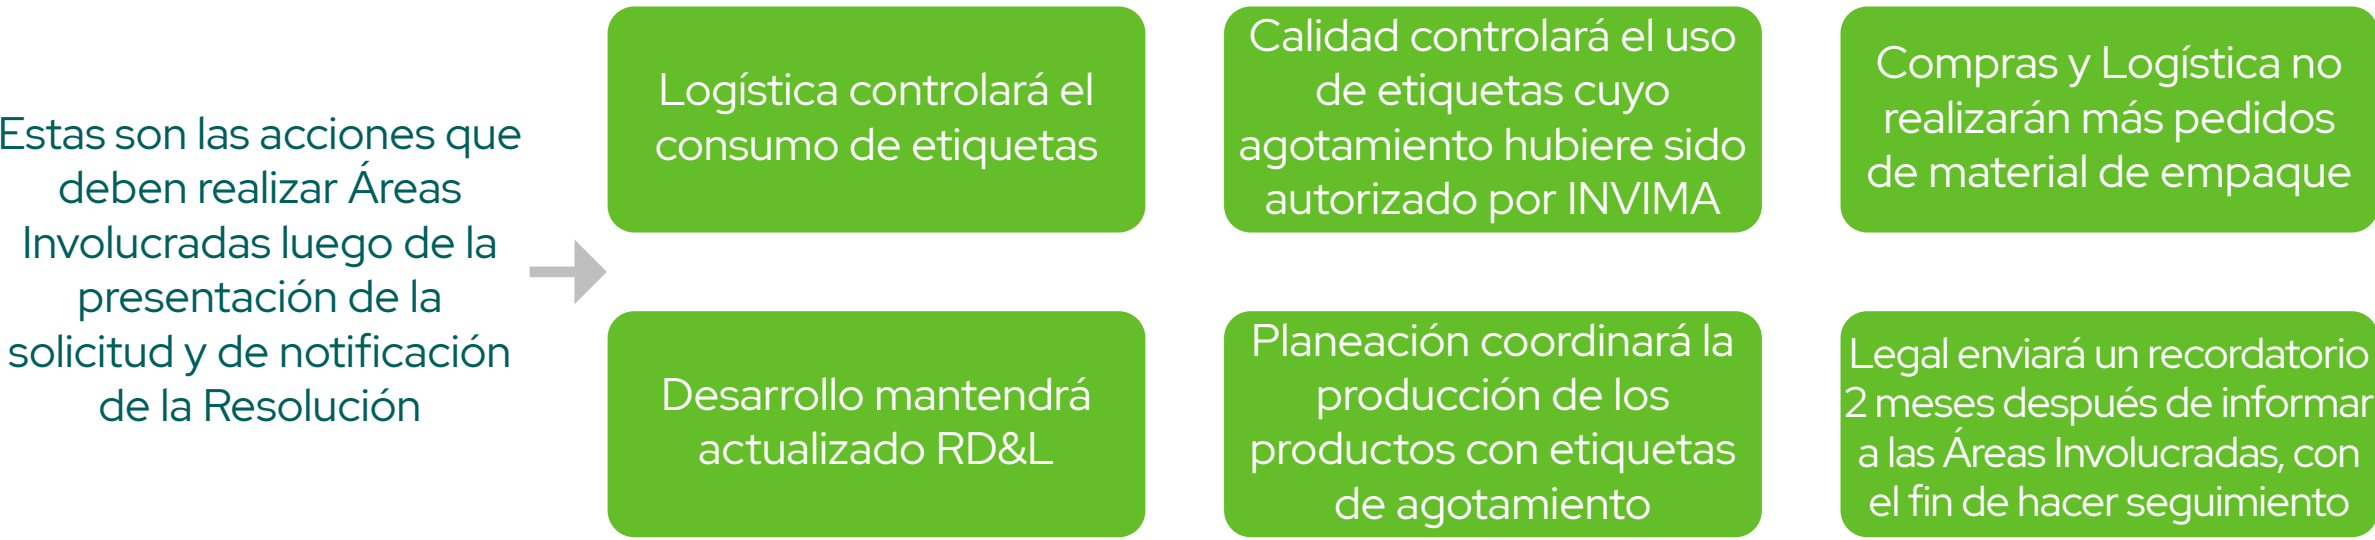 Estas son las acciones que
deben realizar Áreas
Involucradas luego de la
presentación de la
solicitud y de notificación
de la Resolución
Logística controlará el
consumo de etiquetas
Calidad controlará el uso
de etiquetas cuyo
agotamiento hubiere sido
autorizado por INVIMA
Compras y Logística no
realizarán más pedidos
de material de empaque
Desarrollo mantendrá
actualizado RD&L
Planeación coordinará la
producción de los
productos con etiquetas
de agotamiento
Legal enviará un recordatorio
2 meses después de informar
a las Áreas Involucradas, con
el fin de hacer seguimiento